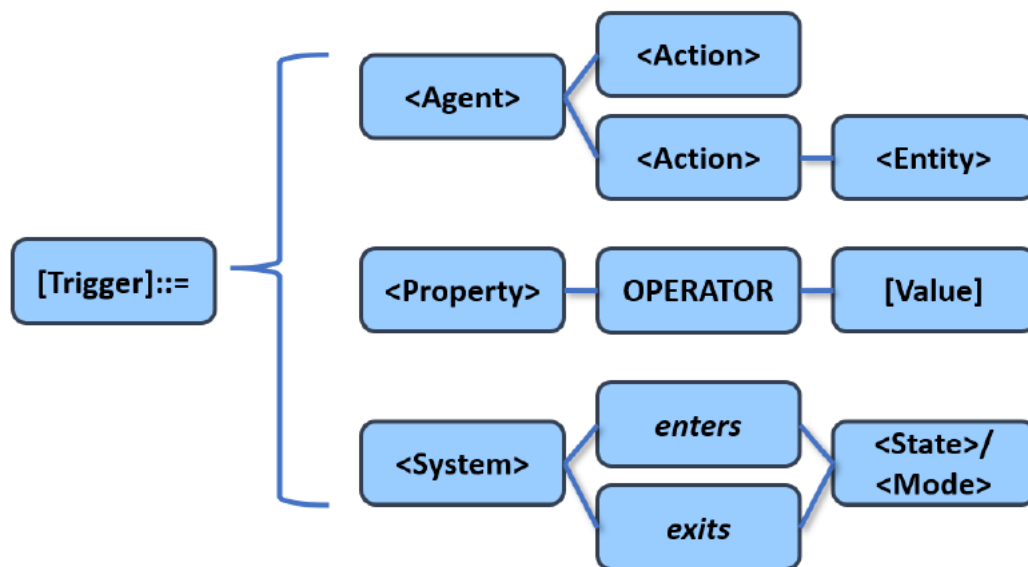 <Action>
<Agent>
<Action>
<Entity>
[Trigger]::=
<Property>
OPERATOR
[Value]
enters
<System>
<State>/
<Mode>
exits